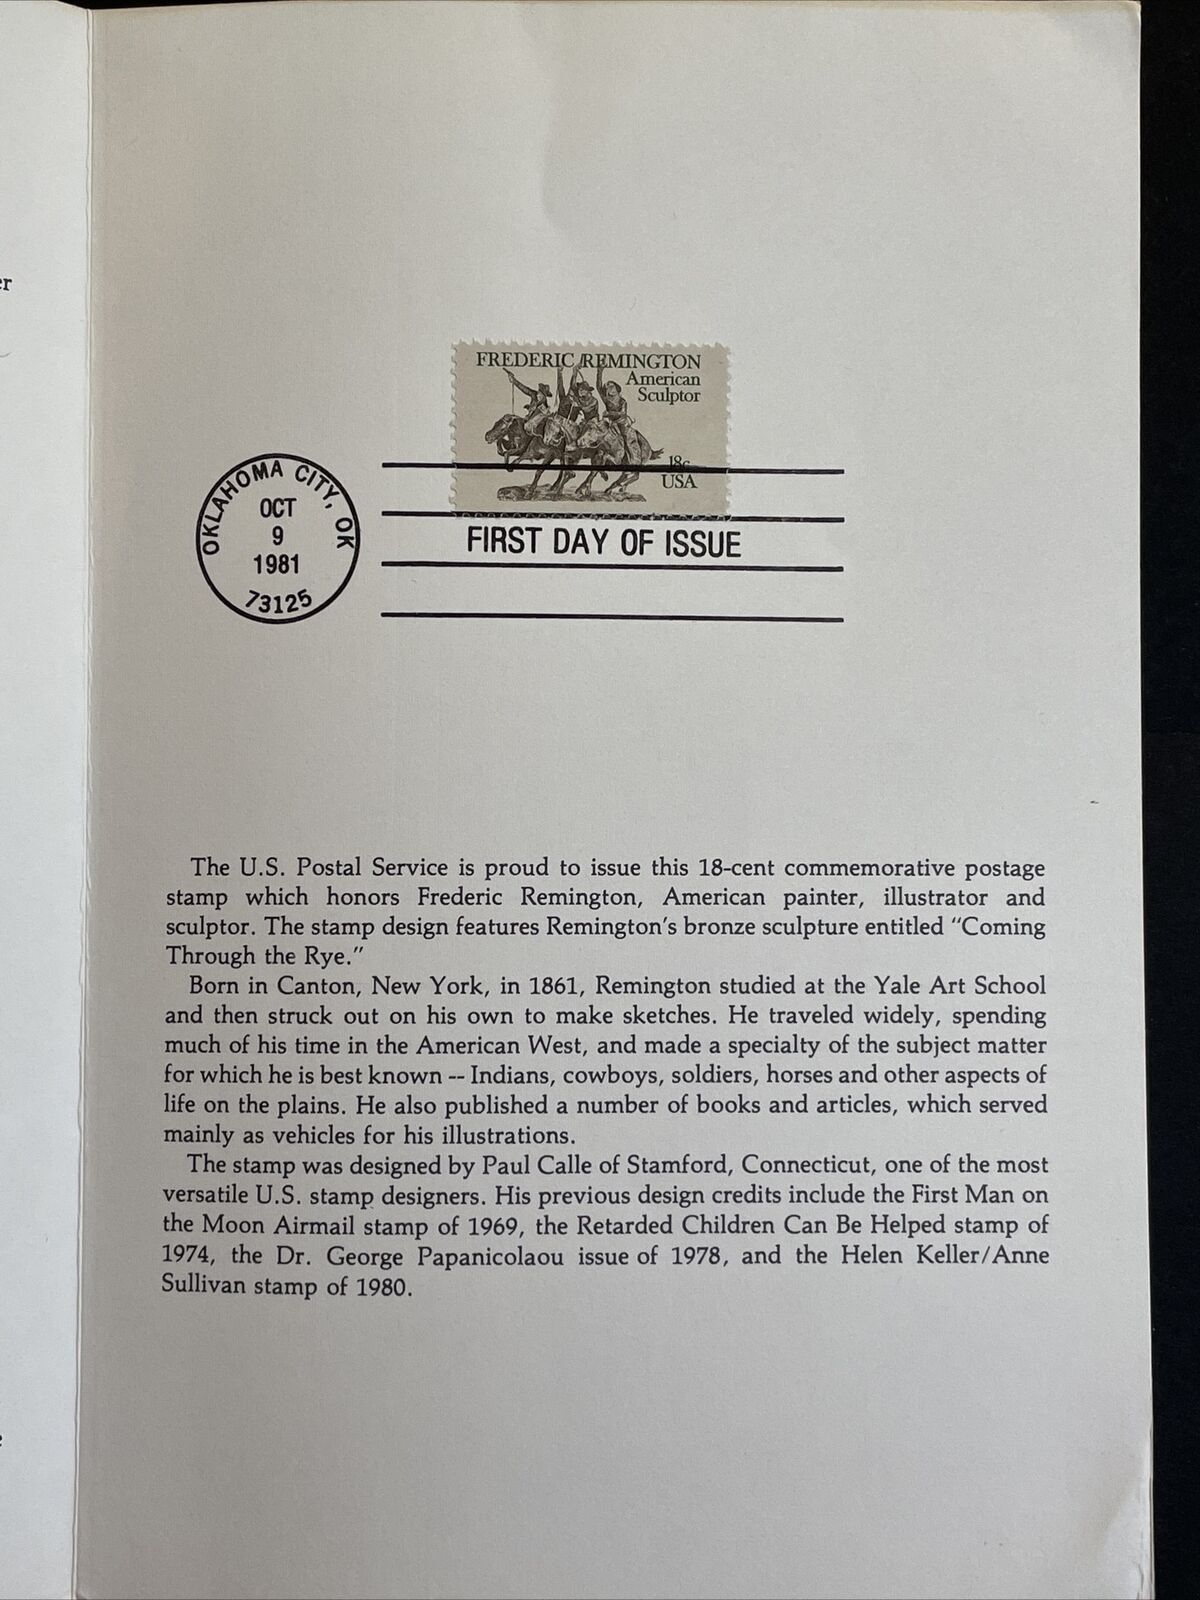 er
FREDERIC REMINGTON
American
Sculptor
18c
USA
OKLAHOMA CITY, OK
OCT
9
1981
73125
FIRST DAY OF ISSUE
The U.S. Postal Service is proud to issue this 18-cent commemorative postage
stamp which honors Frederic Remington, American painter, illustrator and
sculptor. The stamp design features Remington's bronze sculpture entitled "Coming
Through the Rye."
Born in Canton, New York, in 1861, Remington studied at the Yale Art School
and then struck out on his own to make sketches. He traveled widely, spending
much of his time in the American West, and made a specialty of the subject matter
for which he is best known -- Indians, cowboys, soldiers, horses and other aspects of
life on the plains. He also published a number of books and articles, which served
mainly as vehicles for his illustrations.
The stamp was designed by Paul Calle of Stamford, Connecticut, one of the most
versatile U.S. stamp designers. His previous design credits include the First Man on
the Moon Airmail stamp of 1969, the Retarded Children Can Be Helped stamp of
1974, the Dr. George Papanicolaou issue of 1978, and the Helen Keller/Anne
Sullivan stamp of 1980.